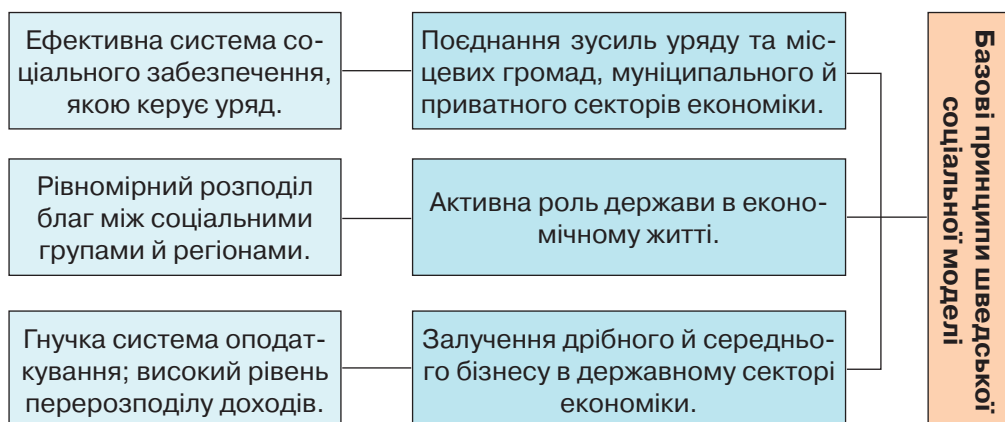 Ефективна система со-
ціального забезпечення,
якою керує уряд.
Поєднання зусиль уряду та міс-
цевих громад, муніципального й
приватного секторів економіки.
Рівномірний розподіл
благ між соціальними
групами й регіонами.
Активна роль держави в еконо-
мічному житті.
Гнучка система оподат-
кування; високий рівень
перерозподілу доходів.
Залучення дрібного й середньо-
го бізнесу в державному секторі
економіки.
Базові принципи шведської
соціальної моделі